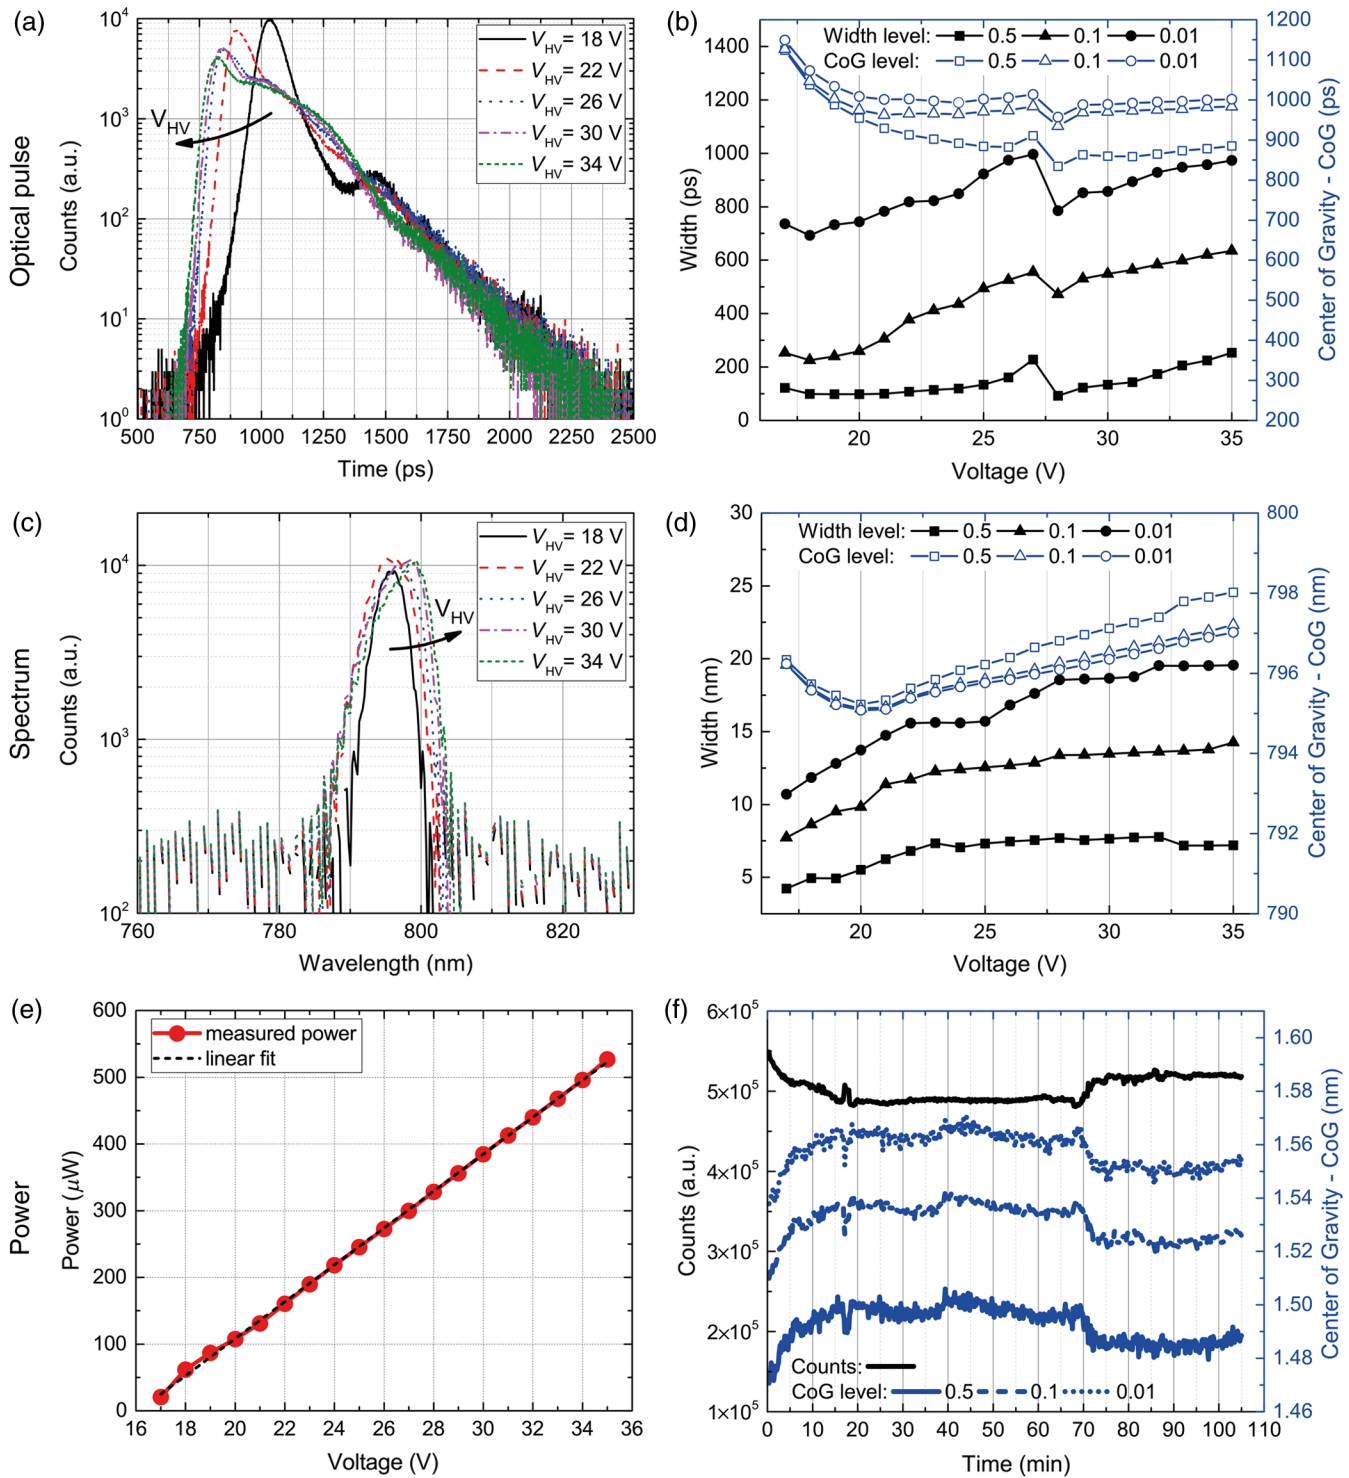 (a)
Optical pulse
Counts (a.u.)
10⁴
10³
10²
10¹
10⁰
V_HV = 18 V
V_HV = 22 V
V_HV = 26 V
V_HV = 30 V
V_HV = 34 V
V_HV
500 750 1000 1250 1500 1750 2000 2250 2500
Time (ps)
(b)
Width level: 0.5 0.1 0.01
CoG level: 0.5 0.1 0.01
Width (ps)
1400
1200
1000
800
600
400
200
0
20 25 30 35
Voltage (V)
1200
1100
1000
900
800
700
600
500
400
300
200
Center of Gravity - CoG (ps)
(c)
Spectrum
Counts (a.u.)
10⁴
10³
10²
V_HV = 18 V
V_HV = 22 V
V_HV = 26 V
V_HV = 30 V
V_HV = 34 V
V_HV
760 780 800 820
Wavelength (nm)
(d)
Width level: 0.5 0.1 0.01
CoG level: 0.5 0.1 0.01
Width (nm)
30
25
20
15
10
5
20 25 30 35
Voltage (V)
800
798
796
794
792
790
Center of Gravity - CoG (nm)
(e)
Power
Power (μW)
600
500
400
300
200
100
0
measured power
linear fit
16 18 20 22 24 26 28 30 32 34 36
Voltage (V)
(f)
Counts (a.u.)
6×10⁵
5×10⁵
4×10⁵
3×10⁵
2×10⁵
1×10⁵
Counts:
CoG level: 0.5 0.1 0.01
0 10 20 30 40 50 60 70 80 90 100 110
Time (min)
1.60
1.58
1.56
1.54
1.52
1.50
1.48
1.46
Center of Gravity - CoG (nm)